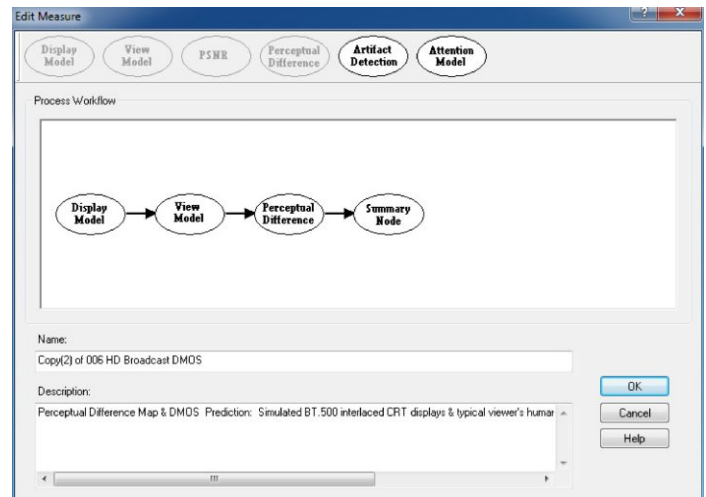 Edit Measure
?
X
Display
Model
View
Model
PSNR
Perceptual
Difference
Artifact
Detection
Attention
Model
Process Workflow
Display
Model
View
Model
Perceptual
Difference
Summary
Node
Name:
Copy(2) of 006 HD Broadcast DMOS
Description:
Perceptual Difference Map & DMOS Prediction: Simulated BT.500 interlaced CRT displays & typical viewer's humar
OK
Cancel
Help